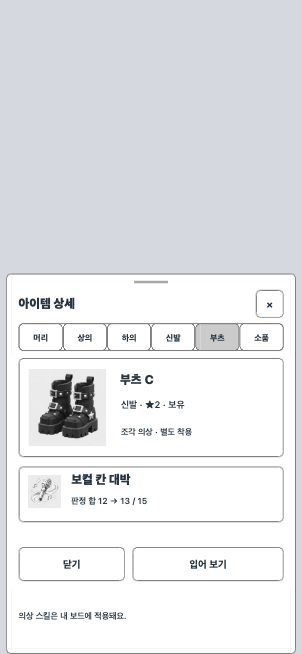 아이템 상세
×
머리 상의 하의 신발 부츠 소품
부츠 C
신발 · ★2 · 보유
조각 의상 · 별도 착용
보컬 칸 대박
판정 합 12 → 13 / 15
닫기 입어 보기
의상 스킬은 내 보드에 적용돼요.